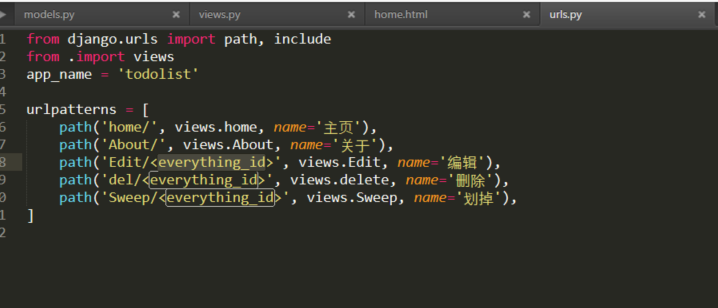 models.py × views.py × home.html × urls.py ×
1 from django.urls import path, include
2 from .import views
3 app_name = 'todolist'
4
5 urlpatterns = [
6 path('home/', views.home, name='主页'),
7 path('About/', views.About, name='关于'),
8 path('Edit/<everything_id>', views.Edit, name='编辑'),
9 path('del/<everything_id>', views.delete, name='删除'),
0 path('Sweep/<everything_id>', views.Sweep, name='划掉'),
1 ]
2